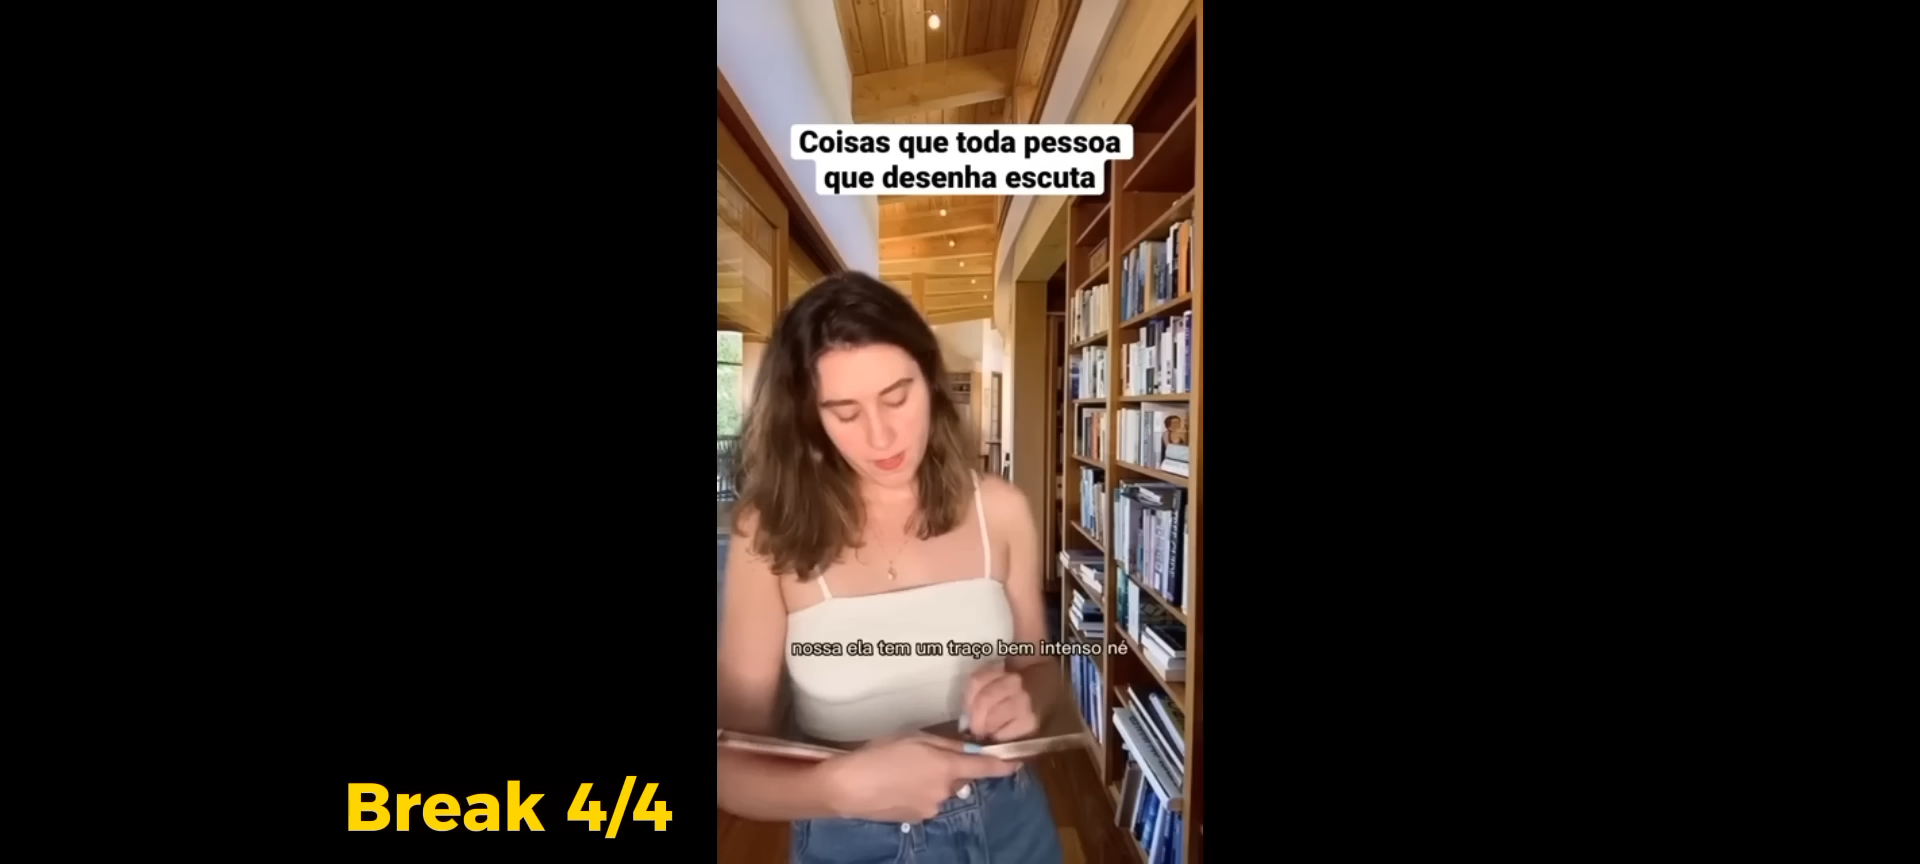 Coisas que toda pessoa
que desenha escuta
nossa ela tem um traço bem intenso né
Break 4/4